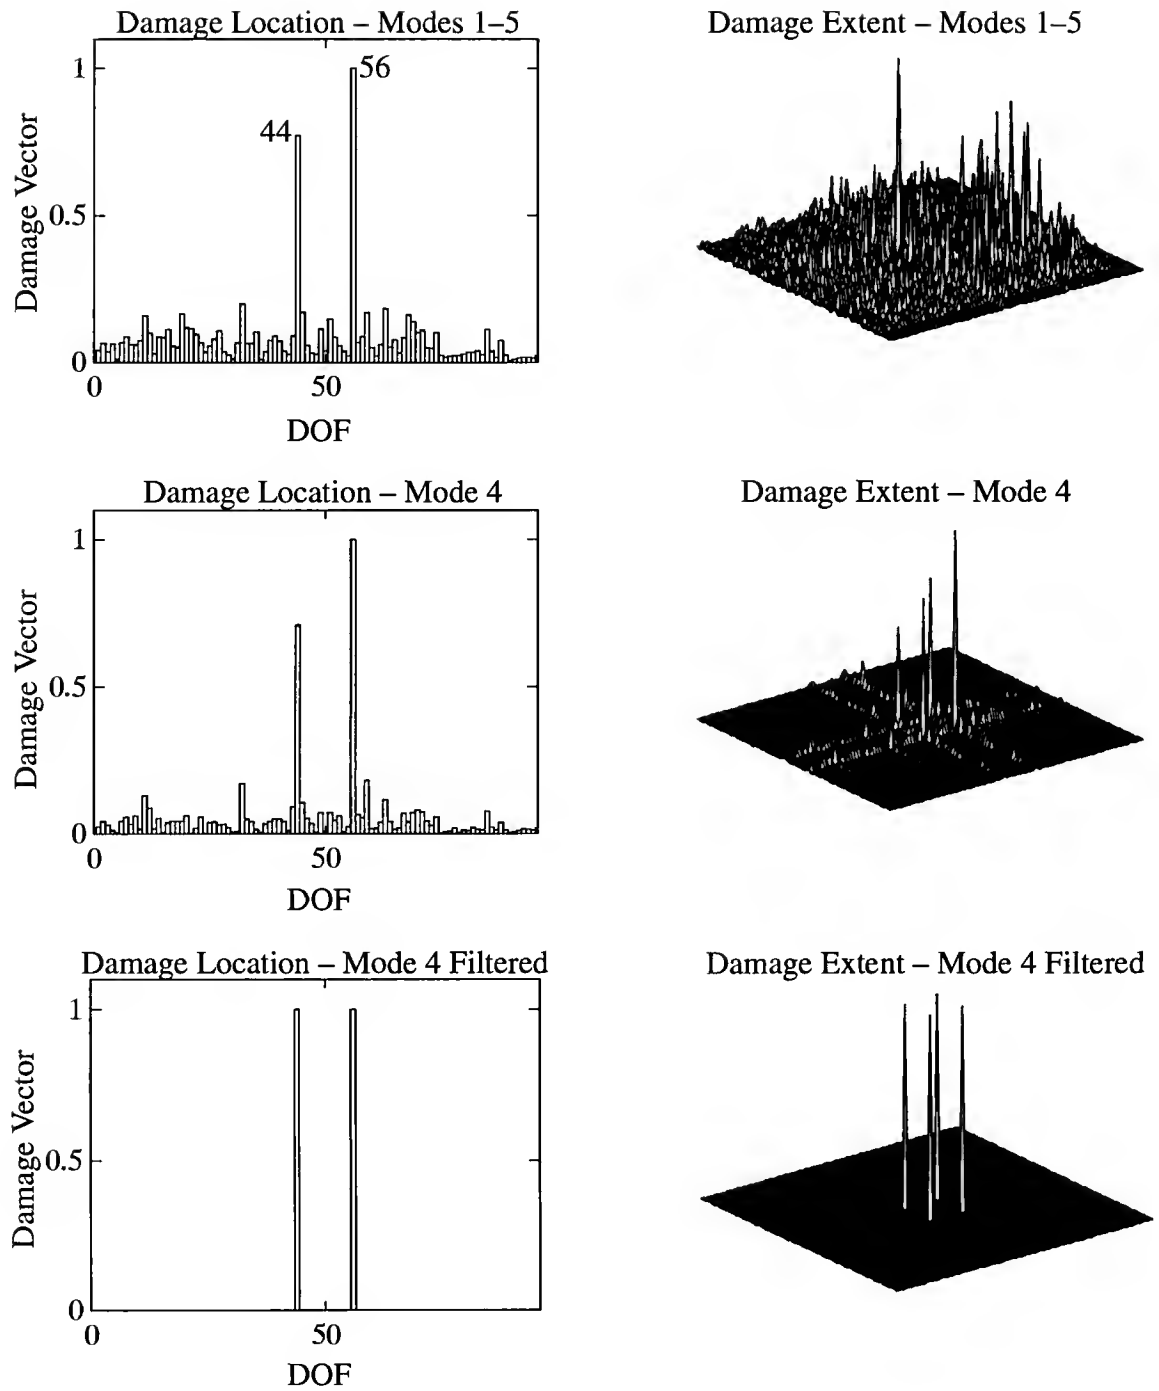 Damage Location – Modes 1–5
Damage Vector
1
0.5
0
44
56
0
50
DOF
Damage Extent – Modes 1–5
Damage Location – Mode 4
Damage Vector
1
0.5
0
0
50
DOF
Damage Extent – Mode 4
Damage Location – Mode 4 Filtered
Damage Vector
1
0.5
0
0
50
DOF
Damage Extent – Mode 4 Filtered